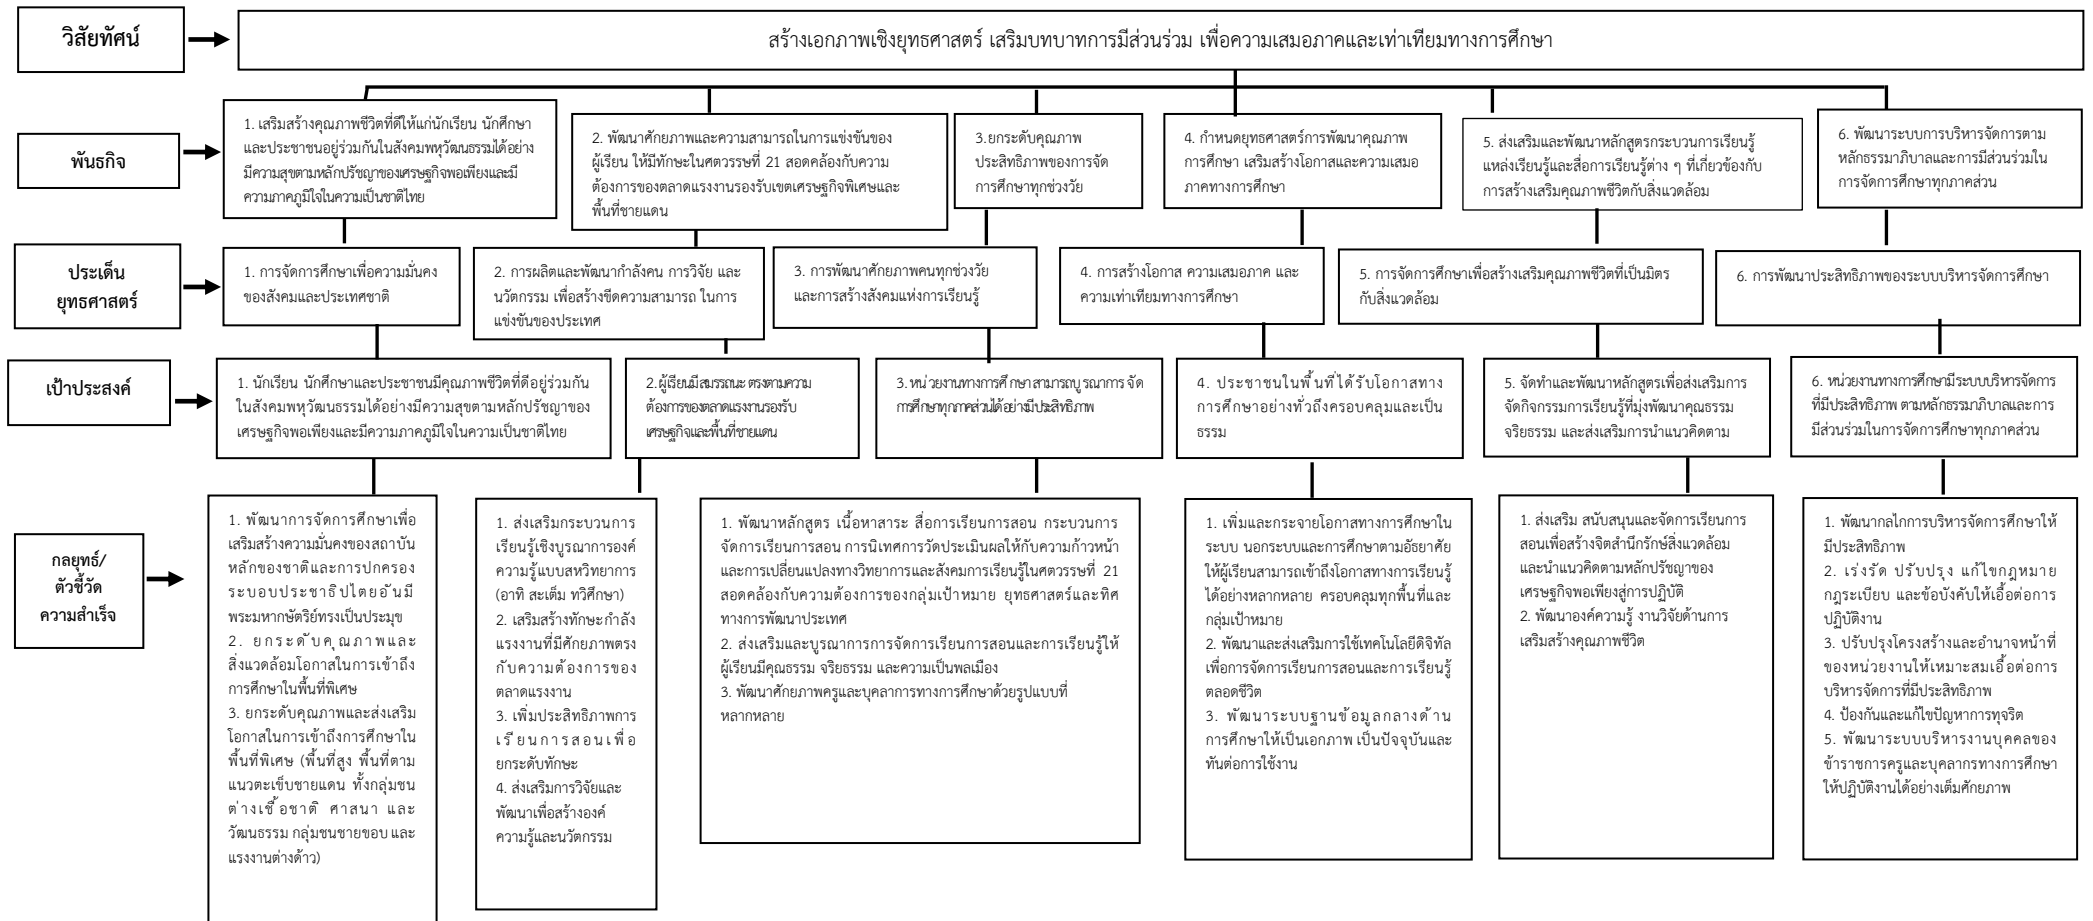 วิสัยทัศน์
สร้างเอกภาพเชิงยุทธศาสตร์ เสริมบทบาทการมีส่วนร่วม เพื่อความเสมอภาคและเท่าเทียมทางการศึกษา
พันธกิจ
1. เสริมสร้างคุณภาพชีวิตที่ดีให้แก่นักเรียน นักศึกษา
และประชาชนอยู่ร่วมกันในสังคมพหุวัฒนธรรมได้อย่าง
มีความสุขตามหลักปรัชญาของเศรษฐกิจพอเพียงและมี
ความภาคภูมิใจในความเป็นชาติไทย
2. พัฒนาศักยภาพและความสามารถในการแข่งขันของ
ผู้เรียน ให้มีทักษะในศตวรรษที่ 21 สอดคล้องกับความ
ต้องการของตลาดแรงงานรองรับเขตเศรษฐกิจพิเศษและ
พื้นที่ชายแดน
3.ยกระดับคุณภาพ
ประสิทธิภาพของการจัด
การศึกษาทุกช่วงวัย
4. กำหนดยุทธศาสตร์การพัฒนาคุณภาพ
การศึกษา เสริมสร้างโอกาสและความเสมอ
ภาคทางการศึกษา
5. ส่งเสริมและพัฒนาหลักสูตรกระบวนการเรียนรู้
แหล่งเรียนรู้และสื่อการเรียนรู้ต่าง ๆ ที่เกี่ยวข้องกับ
การสร้างเสริมคุณภาพชีวิตกับสิ่งแวดล้อม
6. พัฒนาระบบการบริหารจัดการตาม
หลักธรรมาภิบาลและการมีส่วนร่วมใน
การจัดการศึกษาทุกภาคส่วน
ประเด็น
ยุทธศาสตร์
1. การจัดการศึกษาเพื่อความมั่นคง
ของสังคมและประเทศชาติ
2. การผลิตและพัฒนากำลังคน การวิจัย และ
นวัตกรรม เพื่อสร้างขีดความสามารถ ในการ
แข่งขันของประเทศ
3. การพัฒนาศักยภาพคนทุกช่วงวัย
และการสร้างสังคมแห่งการเรียนรู้
4. การสร้างโอกาส ความเสมอภาค และ
ความเท่าเทียมทางการศึกษา
5. การจัดการศึกษาเพื่อสร้างเสริมคุณภาพชีวิตที่เป็นมิตร
กับสิ่งแวดล้อม
6. การพัฒนาประสิทธิภาพของระบบบริหารจัดการศึกษา
เป้าประสงค์
1. นักเรียน นักศึกษาและประชาชนมีคุณภาพชีวิตที่ดีอยู่ร่วมกัน
ในสังคมพหุวัฒนธรรมได้อย่างมีความสุขตามหลักปรัชญาของ
เศรษฐกิจพอเพียงและมีความภาคภูมิใจในความเป็นชาติไทย
2.ผู้เรียนมีสมรรถนะ ตรงตามความ
ต้องการของตลาดแรงงานรองรับ
เศรษฐกิจและพื้นที่ชายแดน
3.หน่วยงานทางการศึกษา สามารถบูรณาการ จัด
การศึกษาทุกภาคส่วนได้อย่างมีประสิทธิภาพ
4. ประชาชนในพื้นที่ได้รับโอกาสทาง
การศึกษาอย่างทั่วถึงครอบคลุมและเป็น
ธรรม
5. จัดทำและพัฒนาหลักสูตรเพื่อส่งเสริมการ
จัดกิจกรรมการเรียนรู้ที่มุ่งพัฒนาคุณธรรม
จริยธรรม และส่งเสริมการนำแนวคิดตาม
6. หน่วยงานทางการศึกษามีระบบบริหารจัดการ
ที่มีประสิทธิภาพ ตามหลักธรรมาภิบาลและการ
มีส่วนร่วมในการจัดการศึกษาทุกภาคส่วน
กลยุทธ์/
ตัวชี้วัด
ความสำเร็จ
1. พัฒนาการจัดการศึกษาเพื่อ
เสริมสร้างความมั่นคงของสถาบัน
หลักของชาติและการปกครอง
ระบอบประชาธิปไตยอันมี
พระมหากษัตริย์ทรงเป็นประมุข
2. ยกระดับคุณภาพและ
สิ่งแวดล้อมโอกาสในการเข้าถึง
การศึกษาในพื้นที่พิเศษ
3. ยกระดับคุณภาพและส่งเสริม
โอกาสในการเข้าถึงการศึกษาใน
พื้นที่พิเศษ (พื้นที่สูง พื้นที่ตาม
แนวตะเข็บชายแดน ทั้งกลุ่มชน
ต่างเชื้อชาติ ศาสนา และ
วัฒนธรรม กลุ่มชนชายขอบ และ
แรงงานต่างด้าว)
1. ส่งเสริมกระบวนการ
เรียนรู้เชิงบูรณาการองค์
ความรู้แบบสหวิทยาการ
(อาทิ สะเต็ม ทวิศึกษา)
2. เสริมสร้างทักษะกำลัง
แรงงานที่มีศักยภาพตรง
กับความต้องการของ
ตลาดแรงงาน
3. เพิ่มประสิทธิภาพการ
เรียนการสอนเพื่อ
ยกระดับทักษะ
4. ส่งเสริมการวิจัยและ
พัฒนาเพื่อสร้างองค์
ความรู้และนวัตกรรม
1. พัฒนาหลักสูตร เนื้อหาสาระ สื่อการเรียนการสอน กระบวนการ
จัดการเรียนการสอน การนิเทศการวัดประเมินผลให้กับความก้าวหน้า
และการเปลี่ยนแปลงทางวิทยาการและสังคมการเรียนรู้ในศตวรรษที่ 21
สอดคล้องกับความต้องการของกลุ่มเป้าหมาย ยุทธศาสตร์และทิศ
ทางการพัฒนาประเทศ
2. ส่งเสริมและบูรณาการการจัดการเรียนการสอนและการเรียนรู้ให้
ผู้เรียนมีคุณธรรม จริยธรรม และความเป็นพลเมือง
3. พัฒนาศักยภาพครูและบุคลาการทางการศึกษาด้วยรูปแบบที่
หลากหลาย
1. เพิ่มและกระจายโอกาสทางการศึกษาใน
ระบบ นอกระบบและการศึกษาตามอัธยาศัย
ให้ผู้เรียนสามารถเข้าถึงโอกาสทางการเรียนรู้
ได้อย่างหลากหลาย ครอบคลุมทุกพื้นที่และ
กลุ่มเป้าหมาย
2. พัฒนาและส่งเสริมการใช้เทคโนโลยีดิจิทัล
เพื่อการจัดการเรียนการสอนและการเรียนรู้
ตลอดชีวิต
3. พัฒนาระบบฐานข้อมูลกลางด้าน
การศึกษาให้เป็นเอกภาพ เป็นปัจจุบันและ
ทันต่อการใช้งาน
1. ส่งเสริม สนับสนุนและจัดการเรียนการ
สอนเพื่อสร้างจิตสำนึกรักษ์สิ่งแวดล้อม
และนำแนวคิดตามหลักปรัชญาของ
เศรษฐกิจพอเพียงสู่การปฏิบัติ
2. พัฒนาองค์ความรู้ งานวิจัยด้านการ
เสริมสร้างคุณภาพชีวิต
1. พัฒนากลไกการบริหารจัดการศึกษาให้
มีประสิทธิภาพ
2. เร่งรัด ปรับปรุง แก้ไขกฎหมาย
กฎระเบียบ และข้อบังคับให้เอื้อต่อการ
ปฏิบัติงาน
3. ปรับปรุงโครงสร้างและอำนาจหน้าที่
ของหน่วยงานให้เหมาะสมเอื้อต่อการ
บริหารจัดการที่มีประสิทธิภาพ
4. ป้องกันและแก้ไขปัญหาการทุจริต
5. พัฒนาระบบบริหารงานบุคคลของ
ข้าราชการครูและบุคลากรทางการศึกษา
ให้ปฏิบัติงานได้อย่างเต็มศักยภาพ